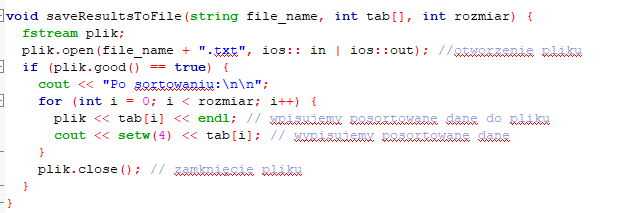 void saveResultsToFile(string file_name, int tab[], int rozmiar) {
fstream plik;
plik.open(file_name + ".txt", ios:: in | ios::out); //otworzenie pliku
if (plik.good() == true) {
cout << "Po sortowaniu:\n\n";
for (int i = 0; i < rozmiar; i++) {
plik << tab[i] << endl; // wpisujemy posortowane dane do pliku
cout << setw(4) << tab[i]; // wypisujemy posortowane dane
}
plik.close(); // zamknięcie pliku
}
}